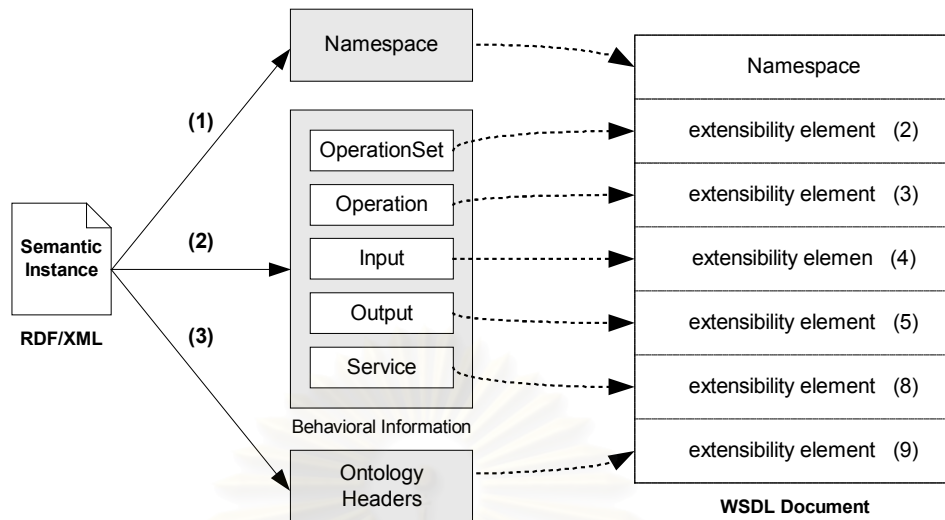 Namespace
(1)
OperationSet
Operation
(2)
Semantic
Instance
Input
Output
RDF/XML
(3)
Service
Behavioral Information
Ontology
Headers
Namespace
extensibility element (2)
extensibility element (3)
extensibility elemen (4)
extensibility element (5)
extensibility element (8)
extensibility element (9)
WSDL Document